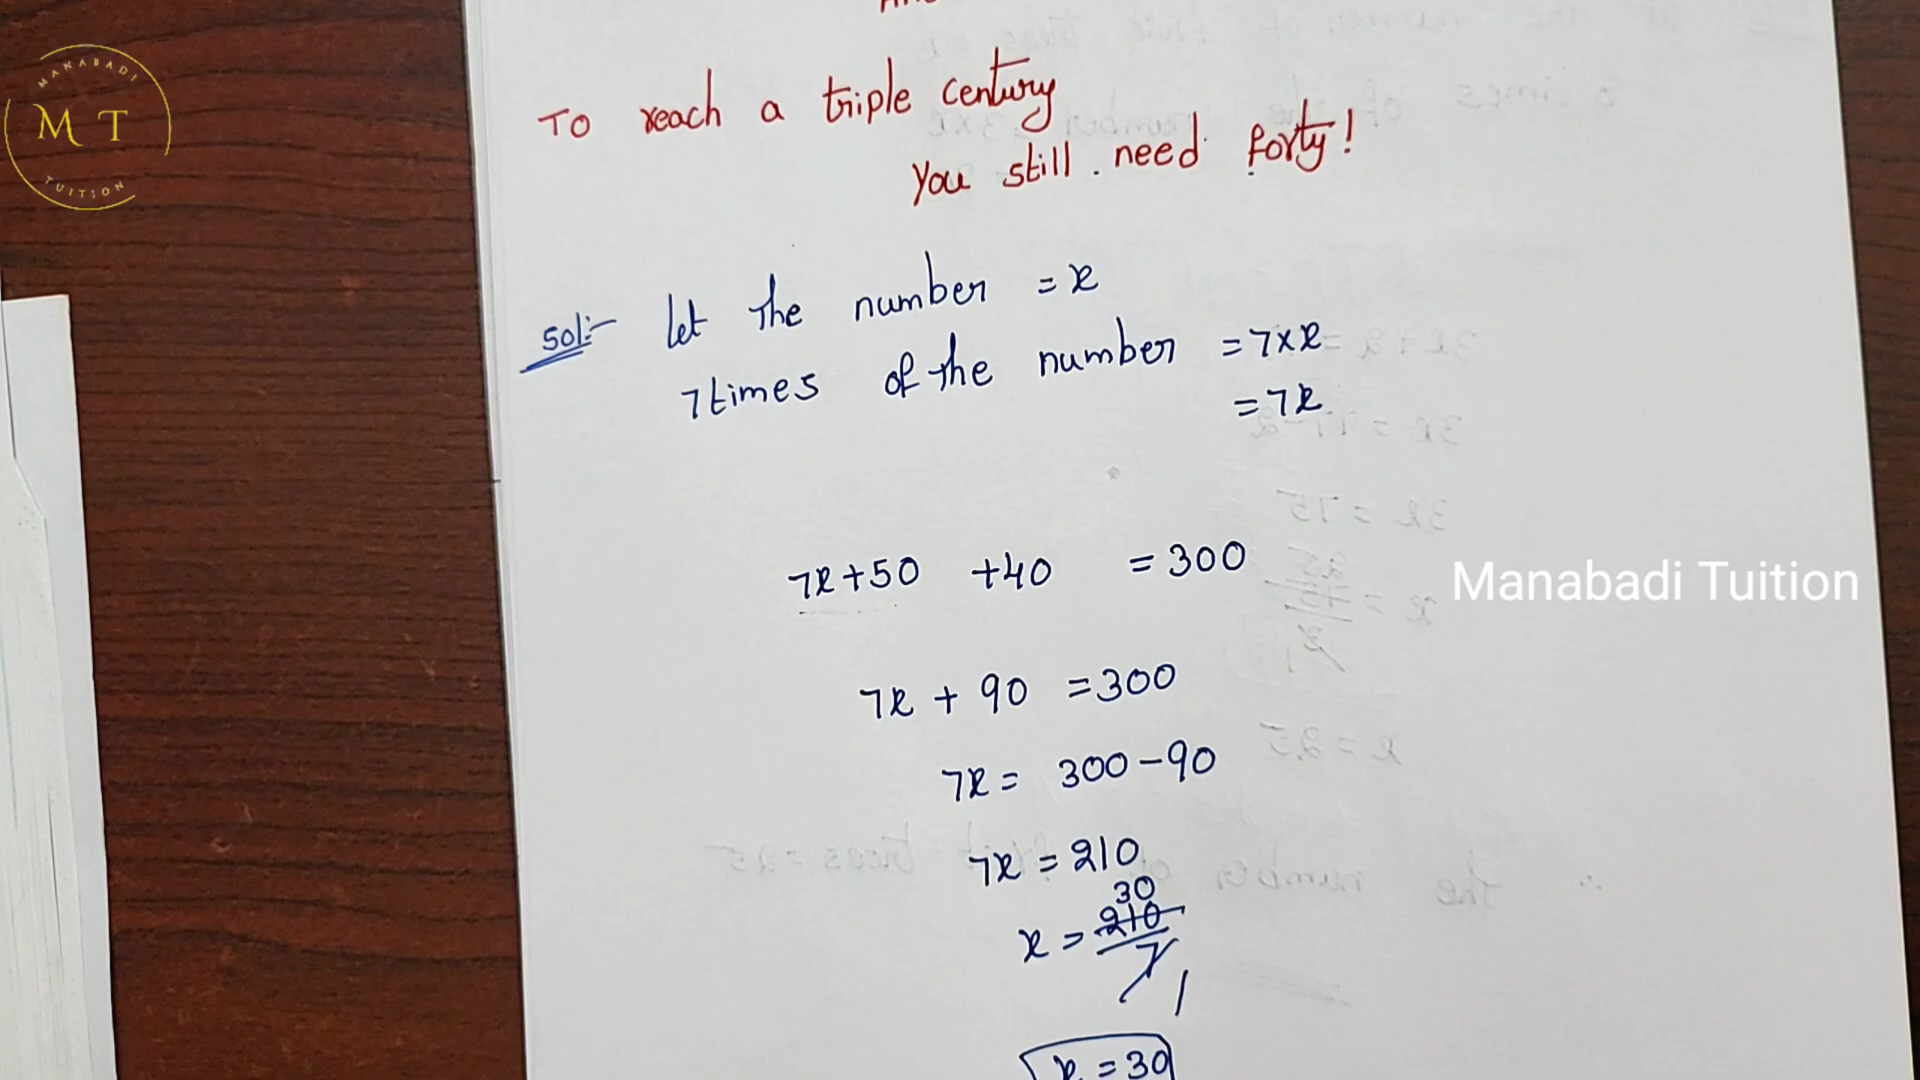 MANABADI
M T
TUITION
To reach a triple century
You still need forty!
Sol:- Let the number = x
7 times of the number = 7×x
= 7x
7x+50 +40 = 300
Manabadi Tuition
7x + 90 = 300
7x = 300-90
7x = 210
30
x = 210
7 1
x = 30